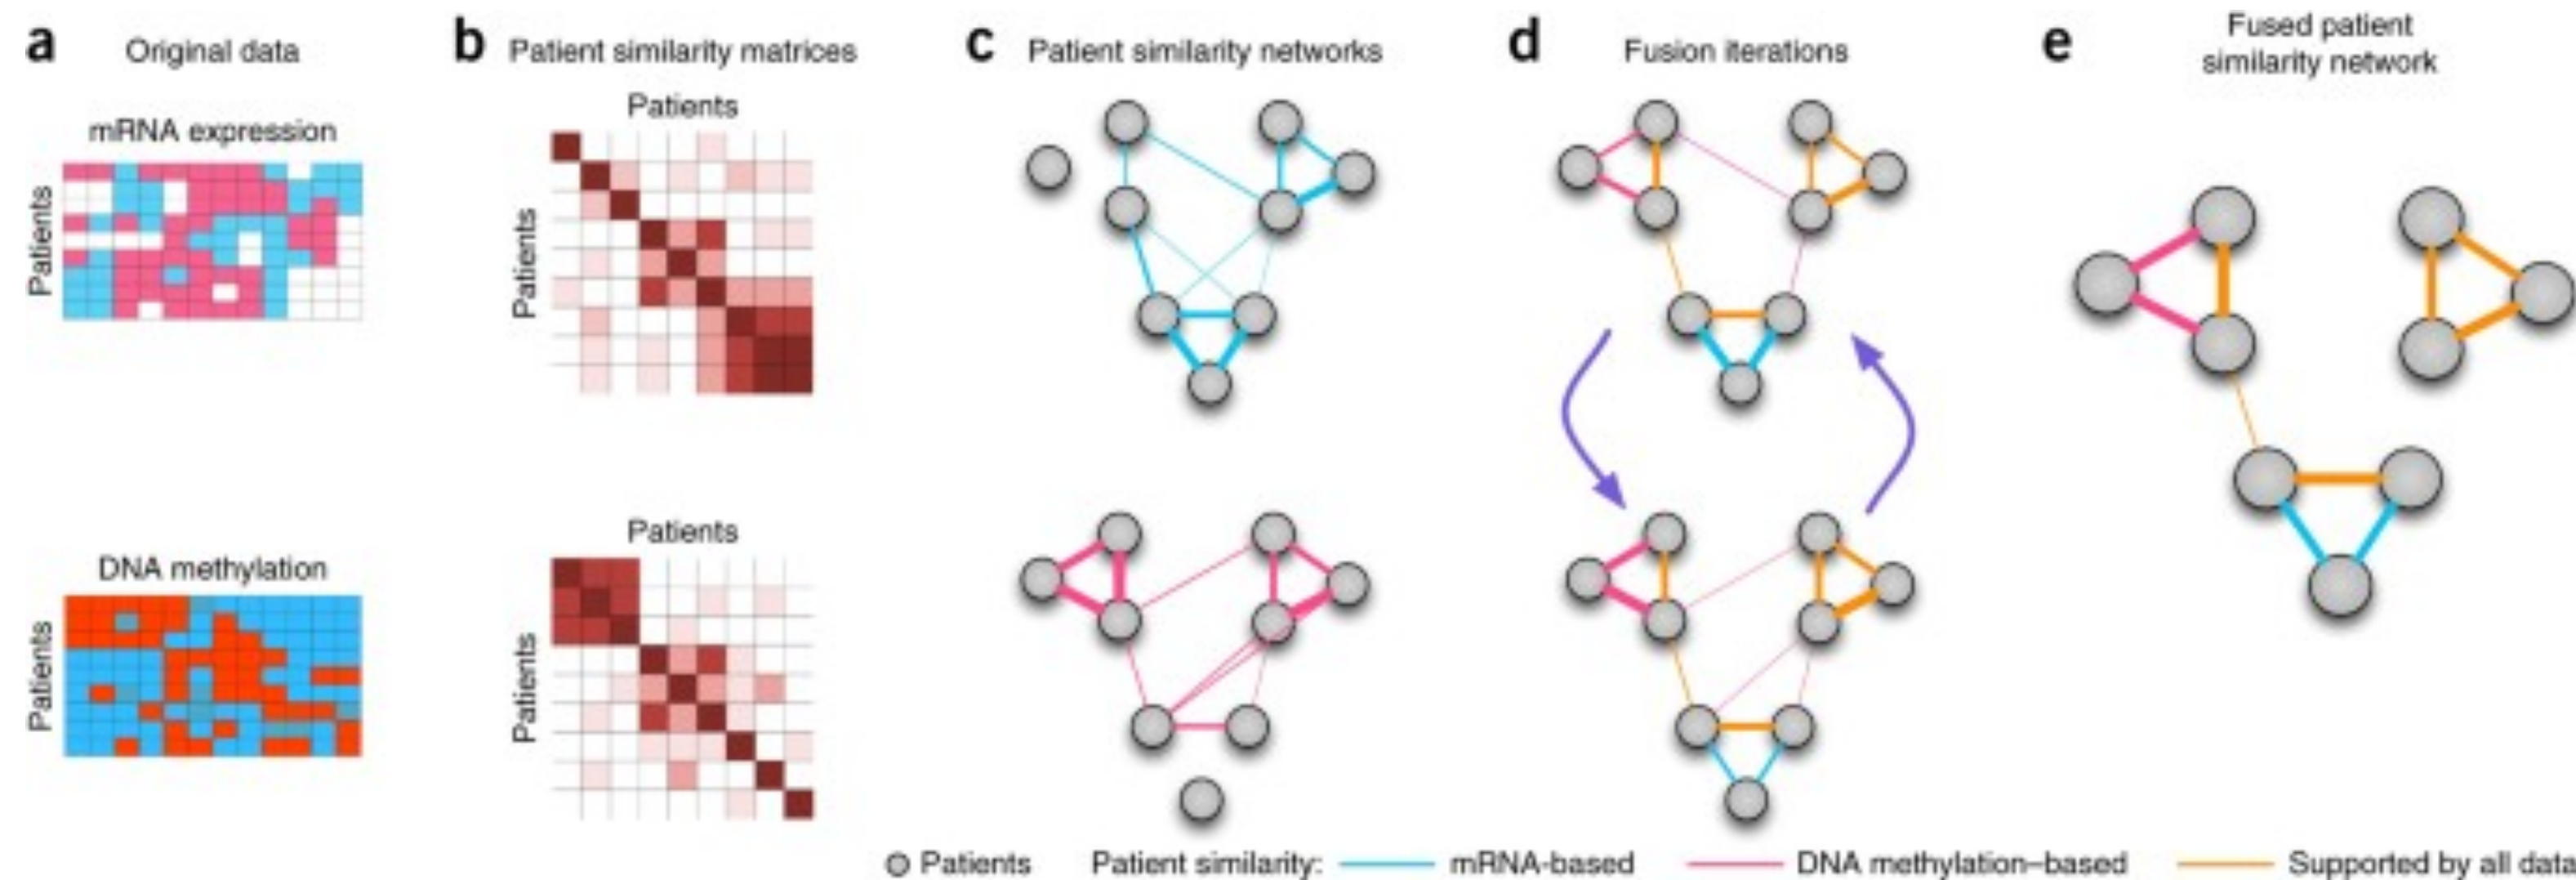 a Original data
mRNA expression
Patients
DNA methylation
Patients
b Patient similarity matrices
Patients
Patients
Patients
Patients
c Patient similarity networks
d Fusion iterations
e Fused patient
similarity network
Patients Patient similarity: mRNA-based DNA methylation–based Supported by all data